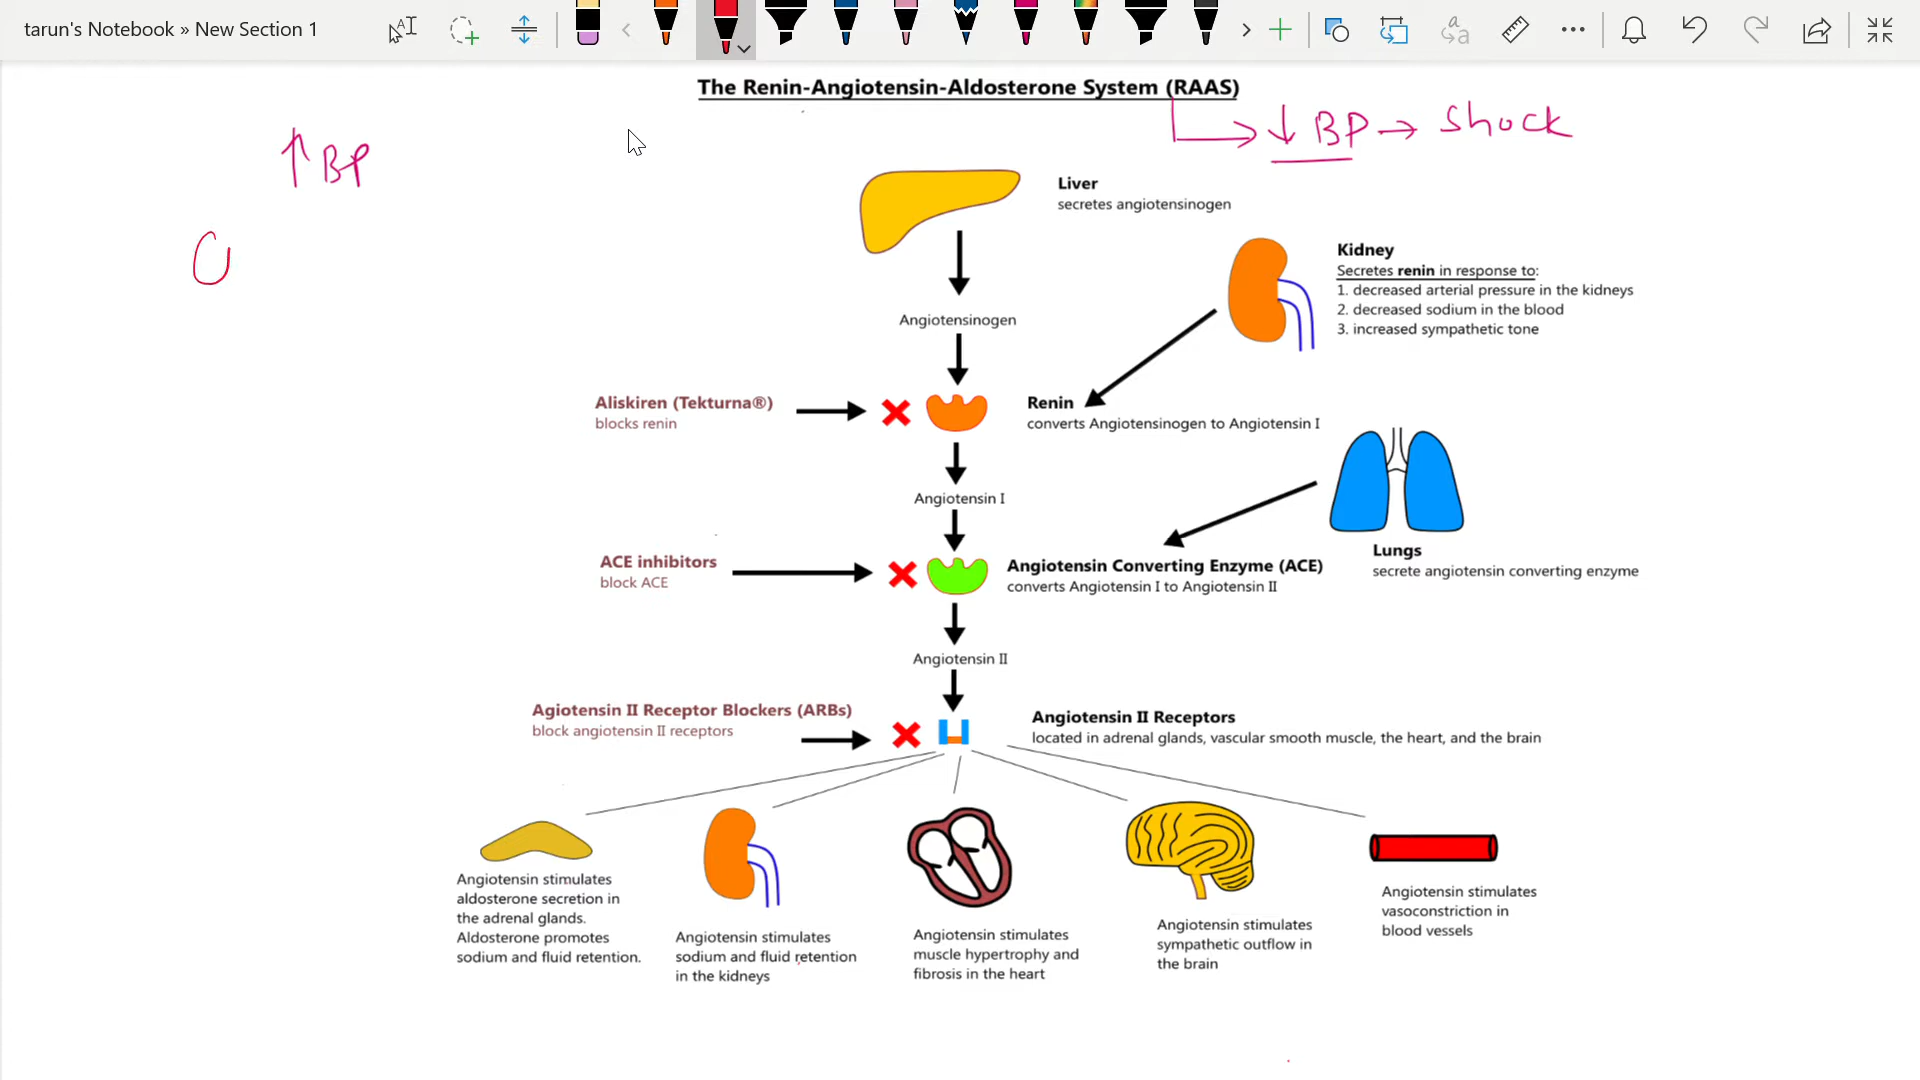 tarun's Notebook » New Section 1
The Renin-Angiotensin-Aldosterone System (RAAS)
↓ BP → Shock
↑ BP
Liver
secretes angiotensinogen
Kidney
Secretes renin in response to:
1. decreased arterial pressure in the kidneys
2. decreased sodium in the blood
3. increased sympathetic tone
Angiotensinogen
Aliskiren (Tekturna®)
blocks renin
Renin
converts Angiotensinogen to Angiotensin I
Angiotensin I
Lungs
secrete angiotensin converting enzyme
ACE inhibitors
block ACE
Angiotensin Converting Enzyme (ACE)
converts Angiotensin I to Angiotensin II
Angiotensin II
Agiotensin II Receptor Blockers (ARBs)
block angiotensin II receptors
Angiotensin II Receptors
located in adrenal glands, vascular smooth muscle, the heart, and the brain
Angiotensin stimulates
aldosterone secretion in
the adrenal glands.
Aldosterone promotes
sodium and fluid retention.
Angiotensin stimulates
sodium and fluid retention
in the kidneys
Angiotensin stimulates
muscle hypertrophy and
fibrosis in the heart
Angiotensin stimulates
sympathetic outflow in
the brain
Angiotensin stimulates
vasoconstriction in
blood vessels